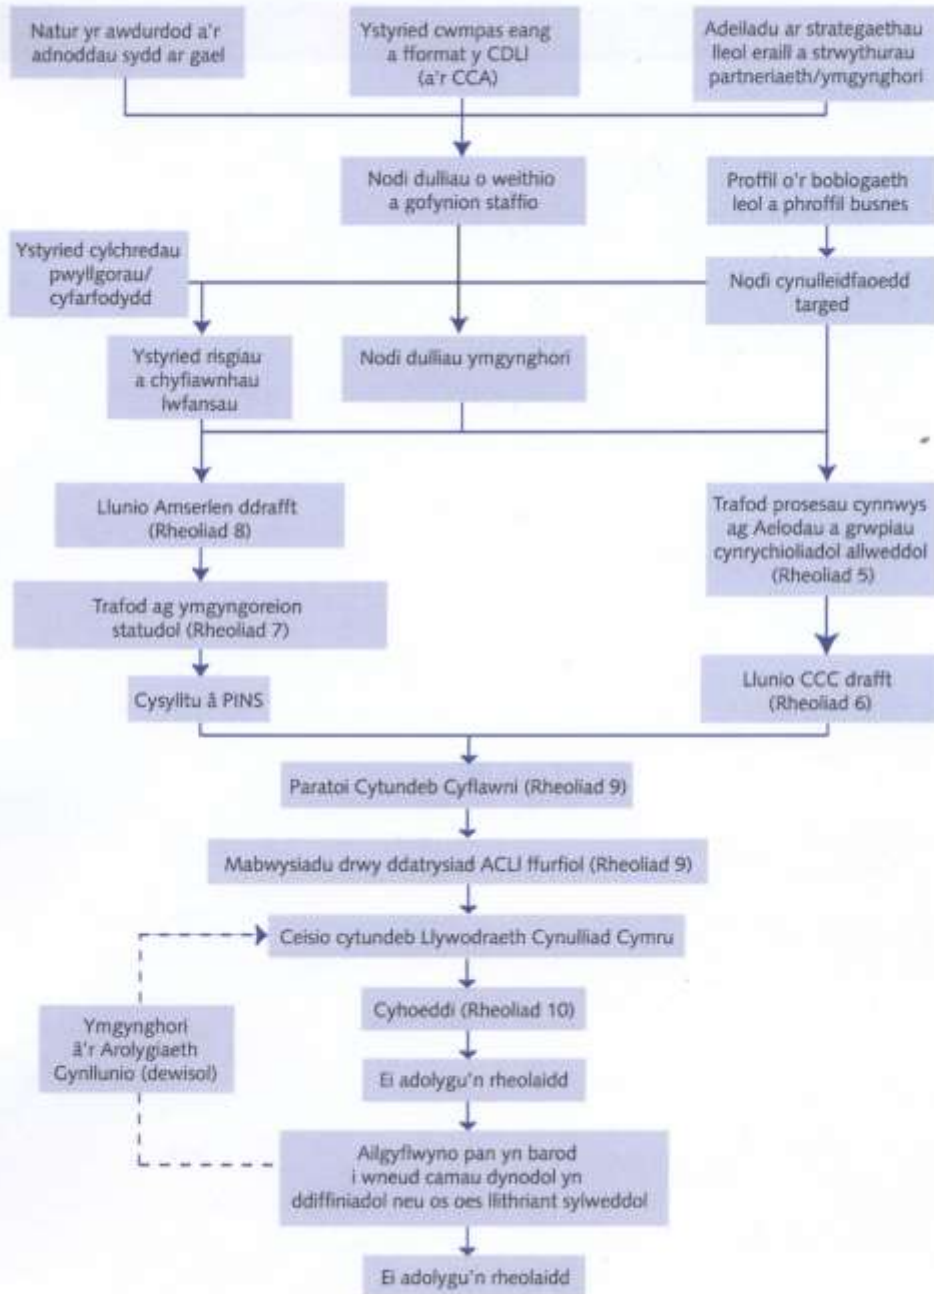 Natur yr awdurdod a'r
adnoddau sydd ar gael
Ystyried cwmpas eang
a fformat y CDLl
(a'r CCA)
Adeiladu ar strategaethau
lleol eraill a strwythurau
partneriaeth/ymgynghori
Nodi dulliau o weithio
a gofynion staffio
Proffil o'r boblogaeth
leol a phroffil busnes
Ystyried cylchredau
pwyllgorau/
cyfarfodydd
Nodi cynulleidfaoedd
targed
Ystyried risgiau
a chyfiawnhau
lwfansau
Nodi dulliau ymgynghori
Llunio Amserlen ddrafft
(Rheoliad 8)
Trafod prosesau cynnwys
ag Aelodau a grwpiau
cynrychioliadol allweddol
(Rheoliad 5)
Trafod ag ymgyngoreion
statudol (Rheoliad 7)
Cysylltu â PINS
Llunio CCC drafft
(Rheoliad 6)
Paratoi Cytundeb Cyflawni (Rheoliad 9)
Mabwysiadu drwy ddatrysiad ACLl ffurfiol (Rheoliad 9)
Ceisio cytundeb Llywodraeth Cynulliad Cymru
Cyhoeddi (Rheoliad 10)
Ymgynghori
â'r Arolygiaeth
Gynllunio (dewisol)
Ei adolygu'n rheolaidd
Ailgyflwyno pan yn barod
i wneud camau dynodol yn
ddiffiniadol neu os oes llithriant sylweddol
Ei adolygu'n rheolaidd